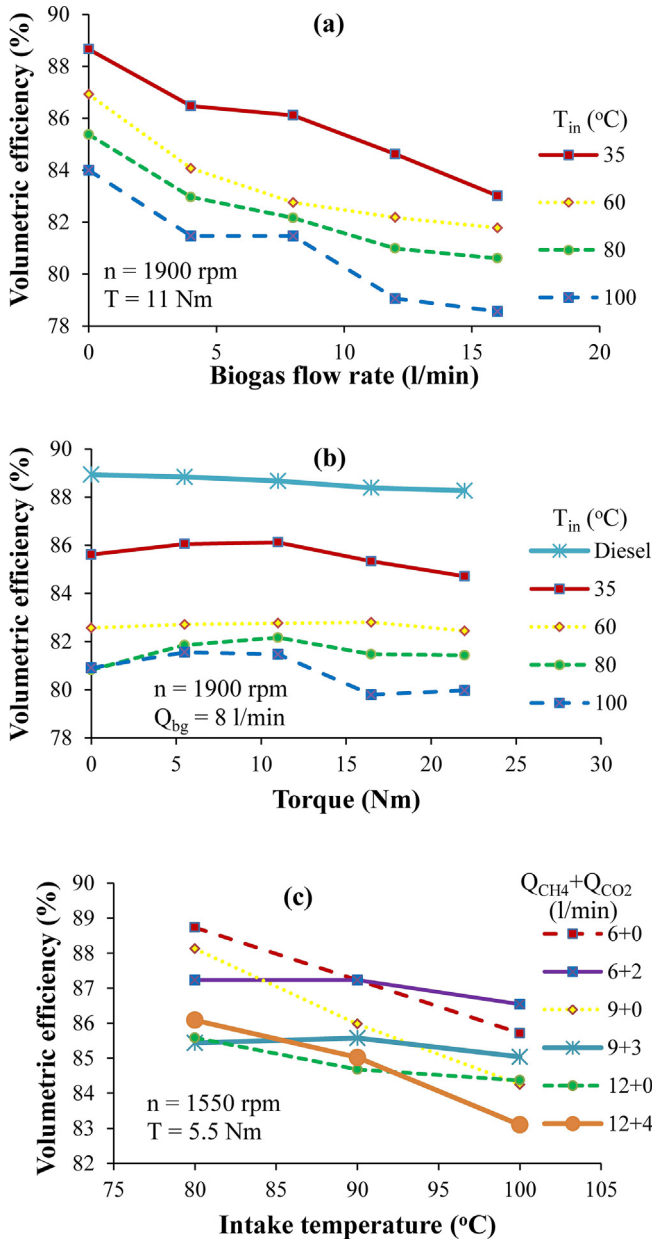 (a)
Volumetric efficiency (%)
90
88
86
84
82
80
78
0
5
10
15
20
Biogas flow rate (l/min)
n = 1900 rpm
T = 11 Nm
T_in (°C)
35
60
80
100
(b)
Volumetric efficiency (%)
90
88
86
84
82
80
78
0
5
10
15
20
25
30
Torque (Nm)
n = 1900 rpm
Q_bg = 8 l/min
T_in (°C)
Diesel
35
60
80
100
(c)
Volumetric efficiency (%)
90
89
88
87
86
85
84
83
82
75
80
85
90
95
100
105
Intake temperature (°C)
n = 1550 rpm
T = 5.5 Nm
Q_CH4+Q_CO2
(l/min)
6+0
6+2
9+0
9+3
12+0
12+4